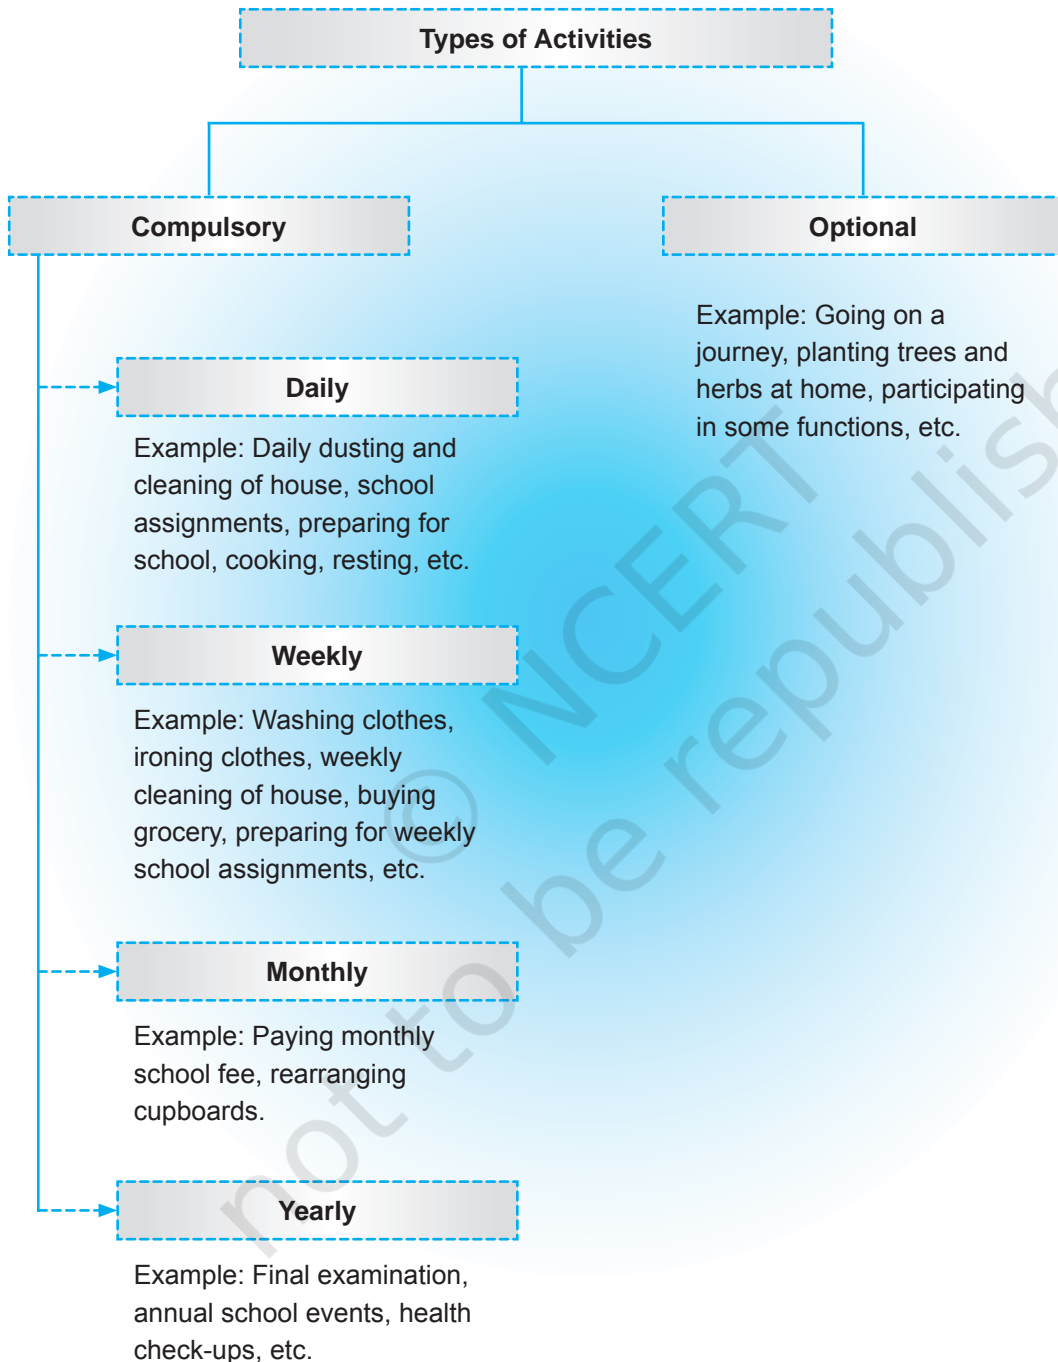 Types of Activities
Compulsory
Optional
Example: Going on a
journey, planting trees and
herbs at home, participating
in some functions, etc.
Daily
Example: Daily dusting and
cleaning of house, school
assignments, preparing for
school, cooking, resting, etc.
Weekly
Example: Washing clothes,
ironing clothes, weekly
cleaning of house, buying
grocery, preparing for weekly
school assignments, etc.
Monthly
Example: Paying monthly
school fee, rearranging
cupboards.
Yearly
Example: Final examination,
annual school events, health
check-ups, etc.
© NCERT
not to be republish